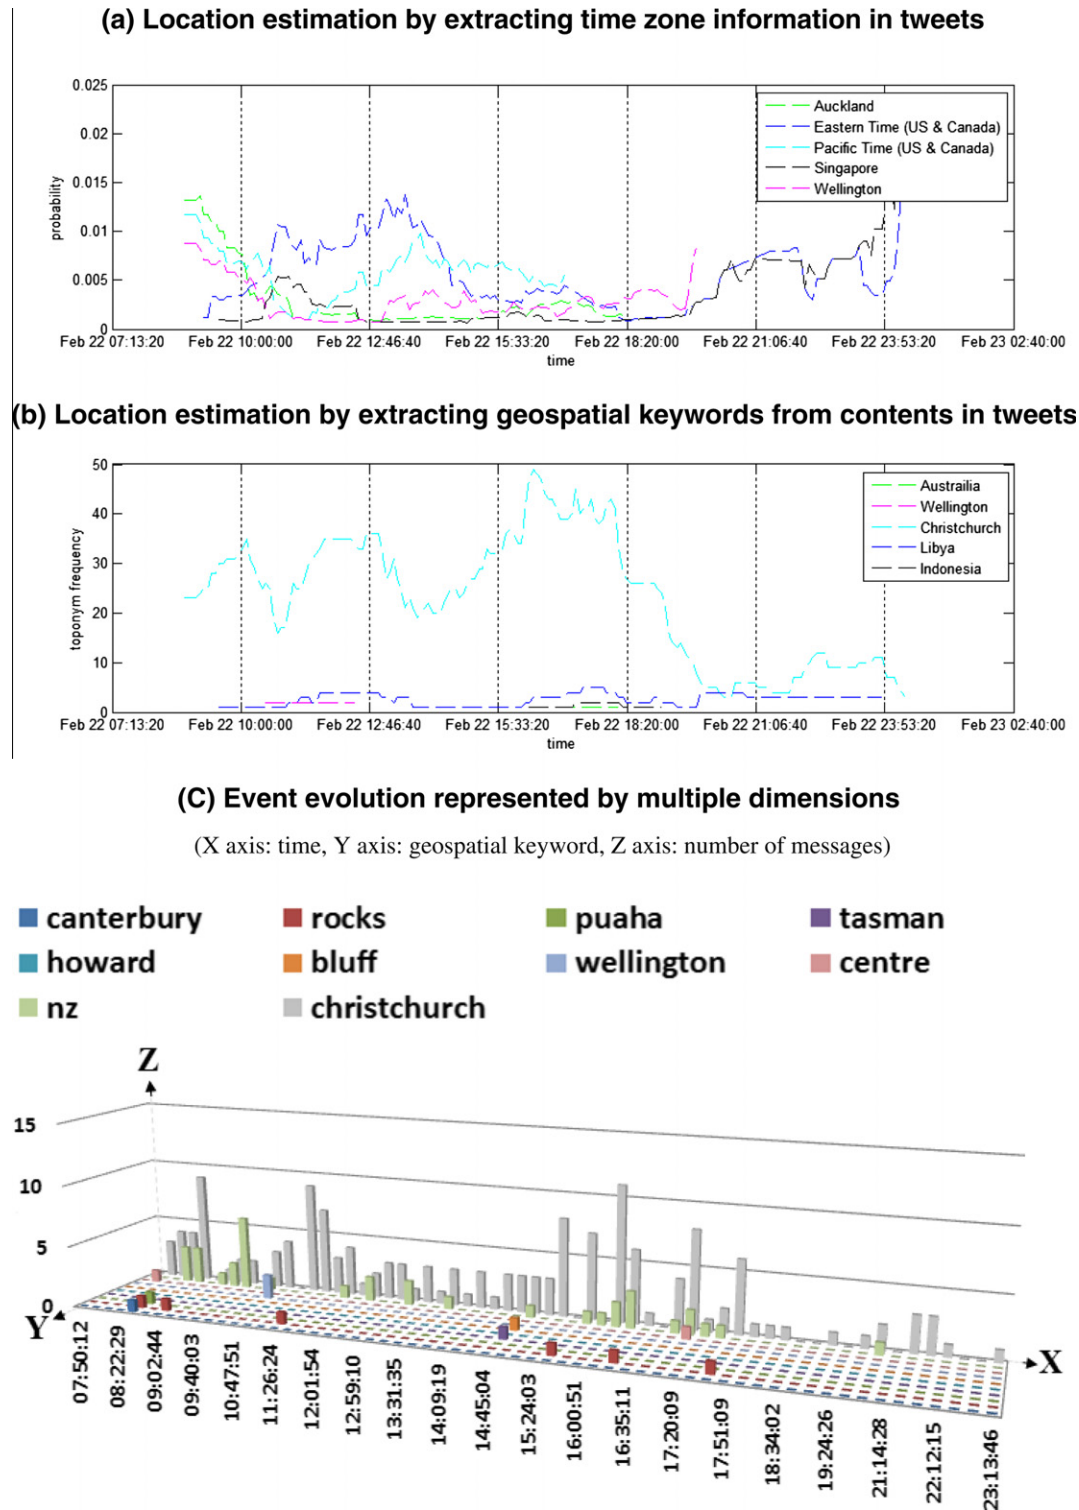 (a) Location estimation by extracting time zone information in tweets
0.025
0.02
0.015
0.01
0.005
0
probability
Auckland
Eastern Time (US & Canada)
Pacific Time (US & Canada)
Singapore
Wellington
Feb 22 07:13:20 Feb 22 10:00:00 Feb 22 12:46:40 Feb 22 15:33:20 Feb 22 18:20:00 Feb 22 21:06:40 Feb 22 23:53:20 Feb 23 02:40:00
time
(b) Location estimation by extracting geospatial keywords from contents in tweets
50
40
30
20
10
0
toponym frequency
Austrailia
Wellington
Christchurch
Libya
Indonesia
Feb 22 07:13:20 Feb 22 10:00:00 Feb 22 12:46:40 Feb 22 15:33:20 Feb 22 18:20:00 Feb 22 21:06:40 Feb 22 23:53:20 Feb 23 02:40:00
time
(C) Event evolution represented by multiple dimensions
(X axis: time, Y axis: geospatial keyword, Z axis: number of messages)
canterbury rocks puaha tasman
howard bluff wellington centre
nz christchurch
Z
15
10
5
0
Y
X
07:50:12
08:22:29
09:02:44
09:40:03
10:47:51
11:26:24
12:01:54
12:59:10
13:31:35
14:09:19
14:45:04
15:24:03
16:00:51
16:35:11
17:20:09
17:51:09
18:34:02
19:24:26
21:14:28
22:12:15
23:13:46